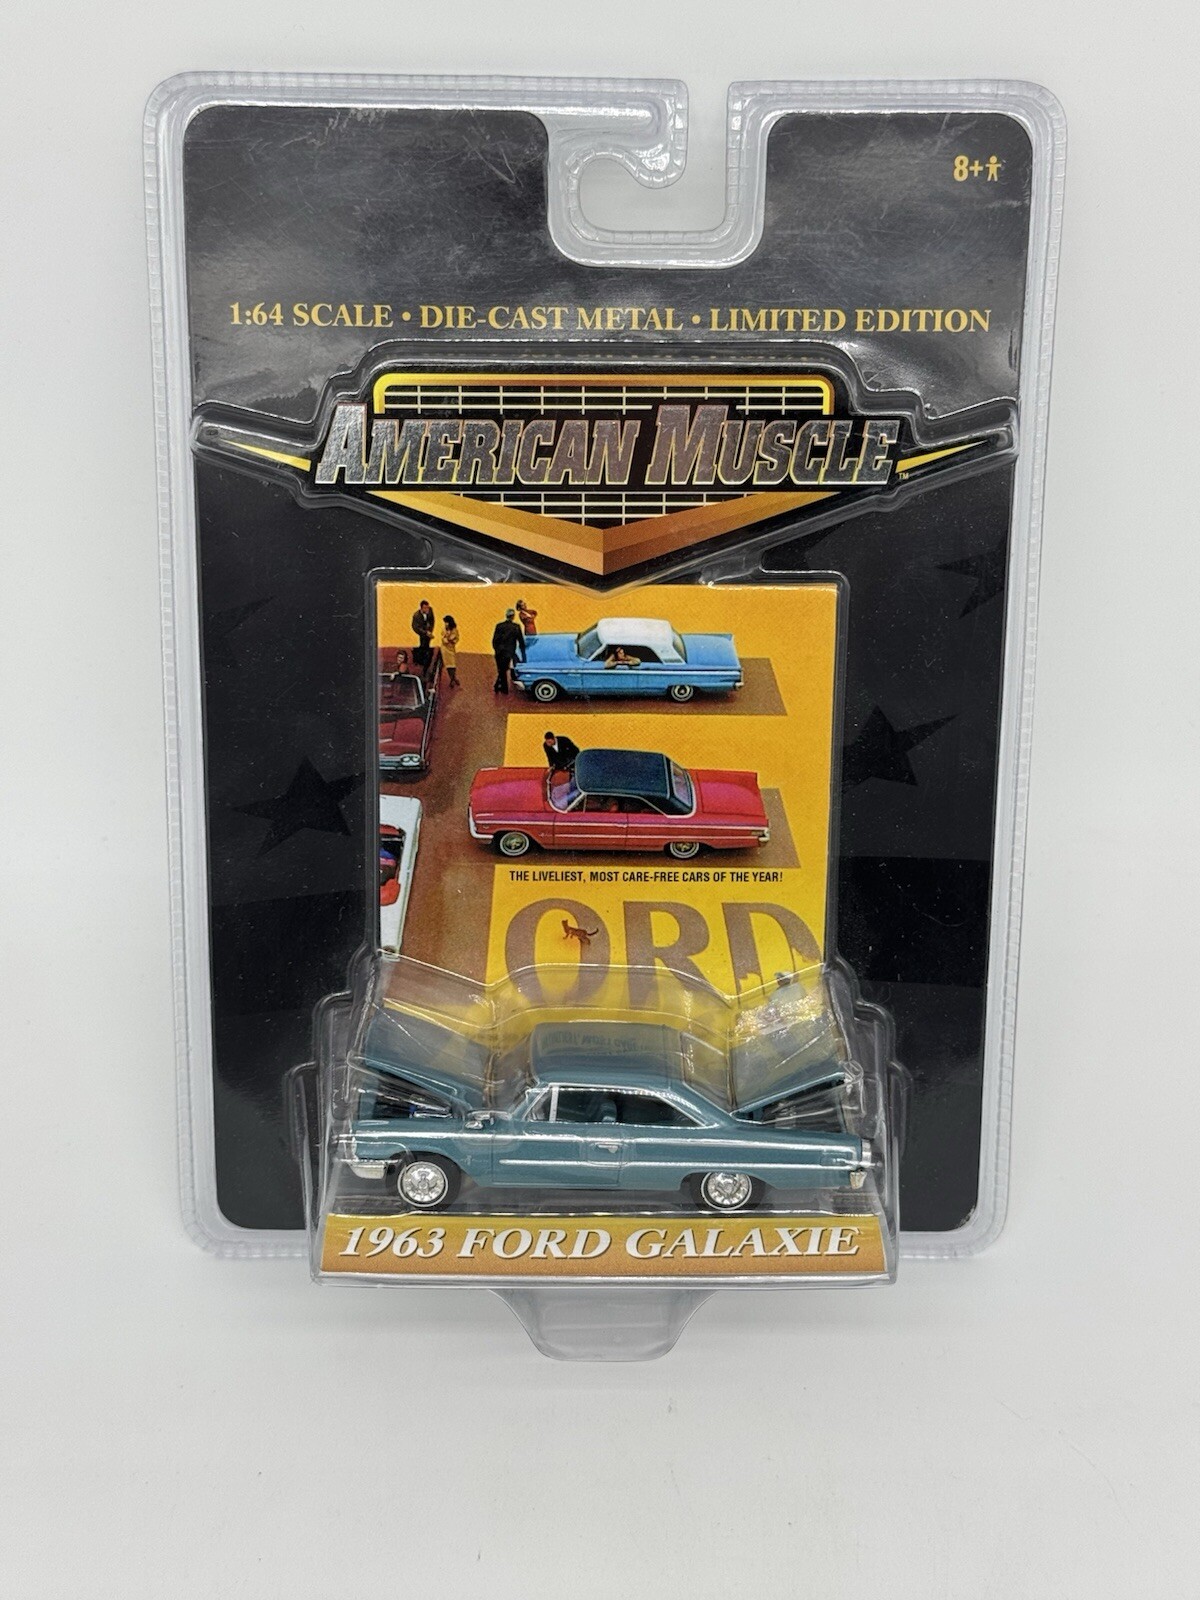 8+
1:64 SCALE • DIE-CAST METAL • LIMITED EDITION
AMERICAN MUSCLE™
THE LIVELIEST, MOST CARE-FREE CARS OF THE YEAR!
ORD
1963 FORD GALAXIE